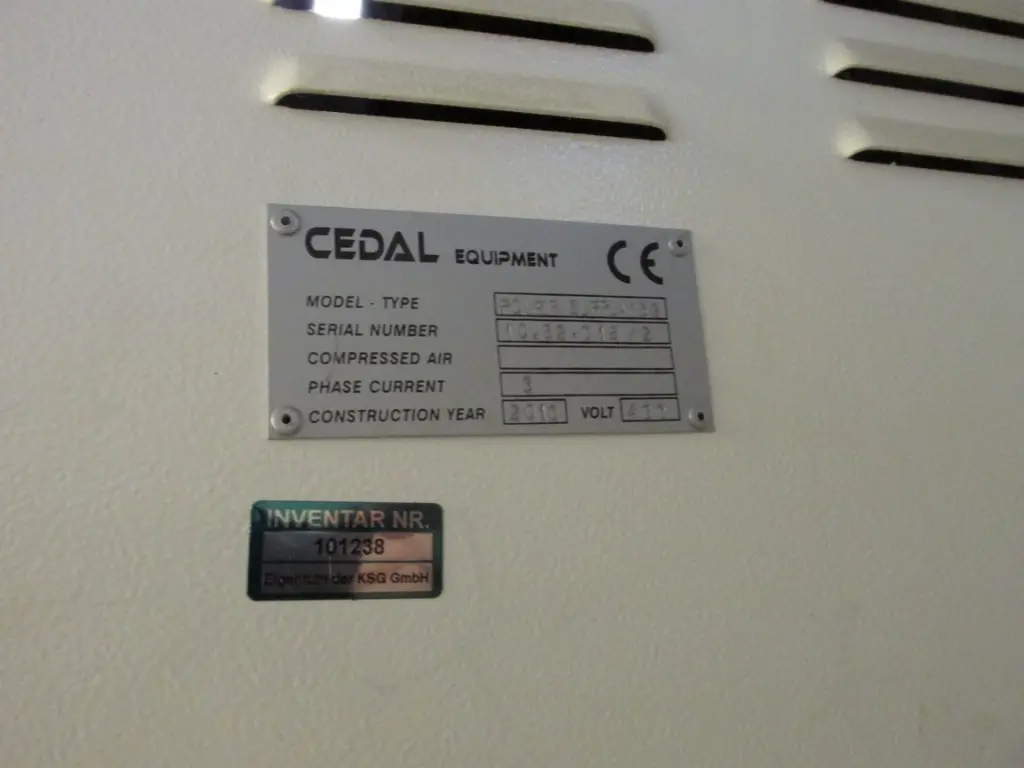 CEDAL EQUIPMENT CE
MODEL - TYPE
SERIAL NUMBER
COMPRESSED AIR
PHASE CURRENT 3
CONSTRUCTION YEAR 2010 VOLT
INVENTAR NR.
101238
Eigentum der KSG GmbH